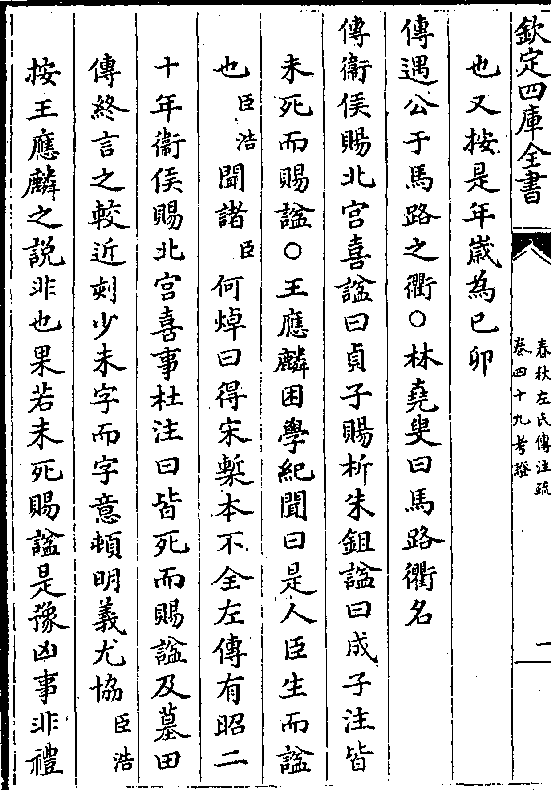 欽定四庫全書
春秋左氏傳注疏
卷四十九考證
一
也又按是年歲為己卯
傳遇公于馬路之衢○林堯叟曰馬路衢名
傳衞侯賜北宮喜諡曰貞子賜析朱鉏諡曰成子注皆
未死而賜諡○王應麟困學紀聞曰是人臣生而諡
也臣浩聞諸臣何焯曰得宋槧本不全左傳有昭二
十年衞侯賜北宮喜事杜注曰皆死而賜諡及墓田
傳終言之較近刻少未字而字意頓明義尤協臣浩
按王應麟之說非也果若未死賜諡是豫凶事非禮